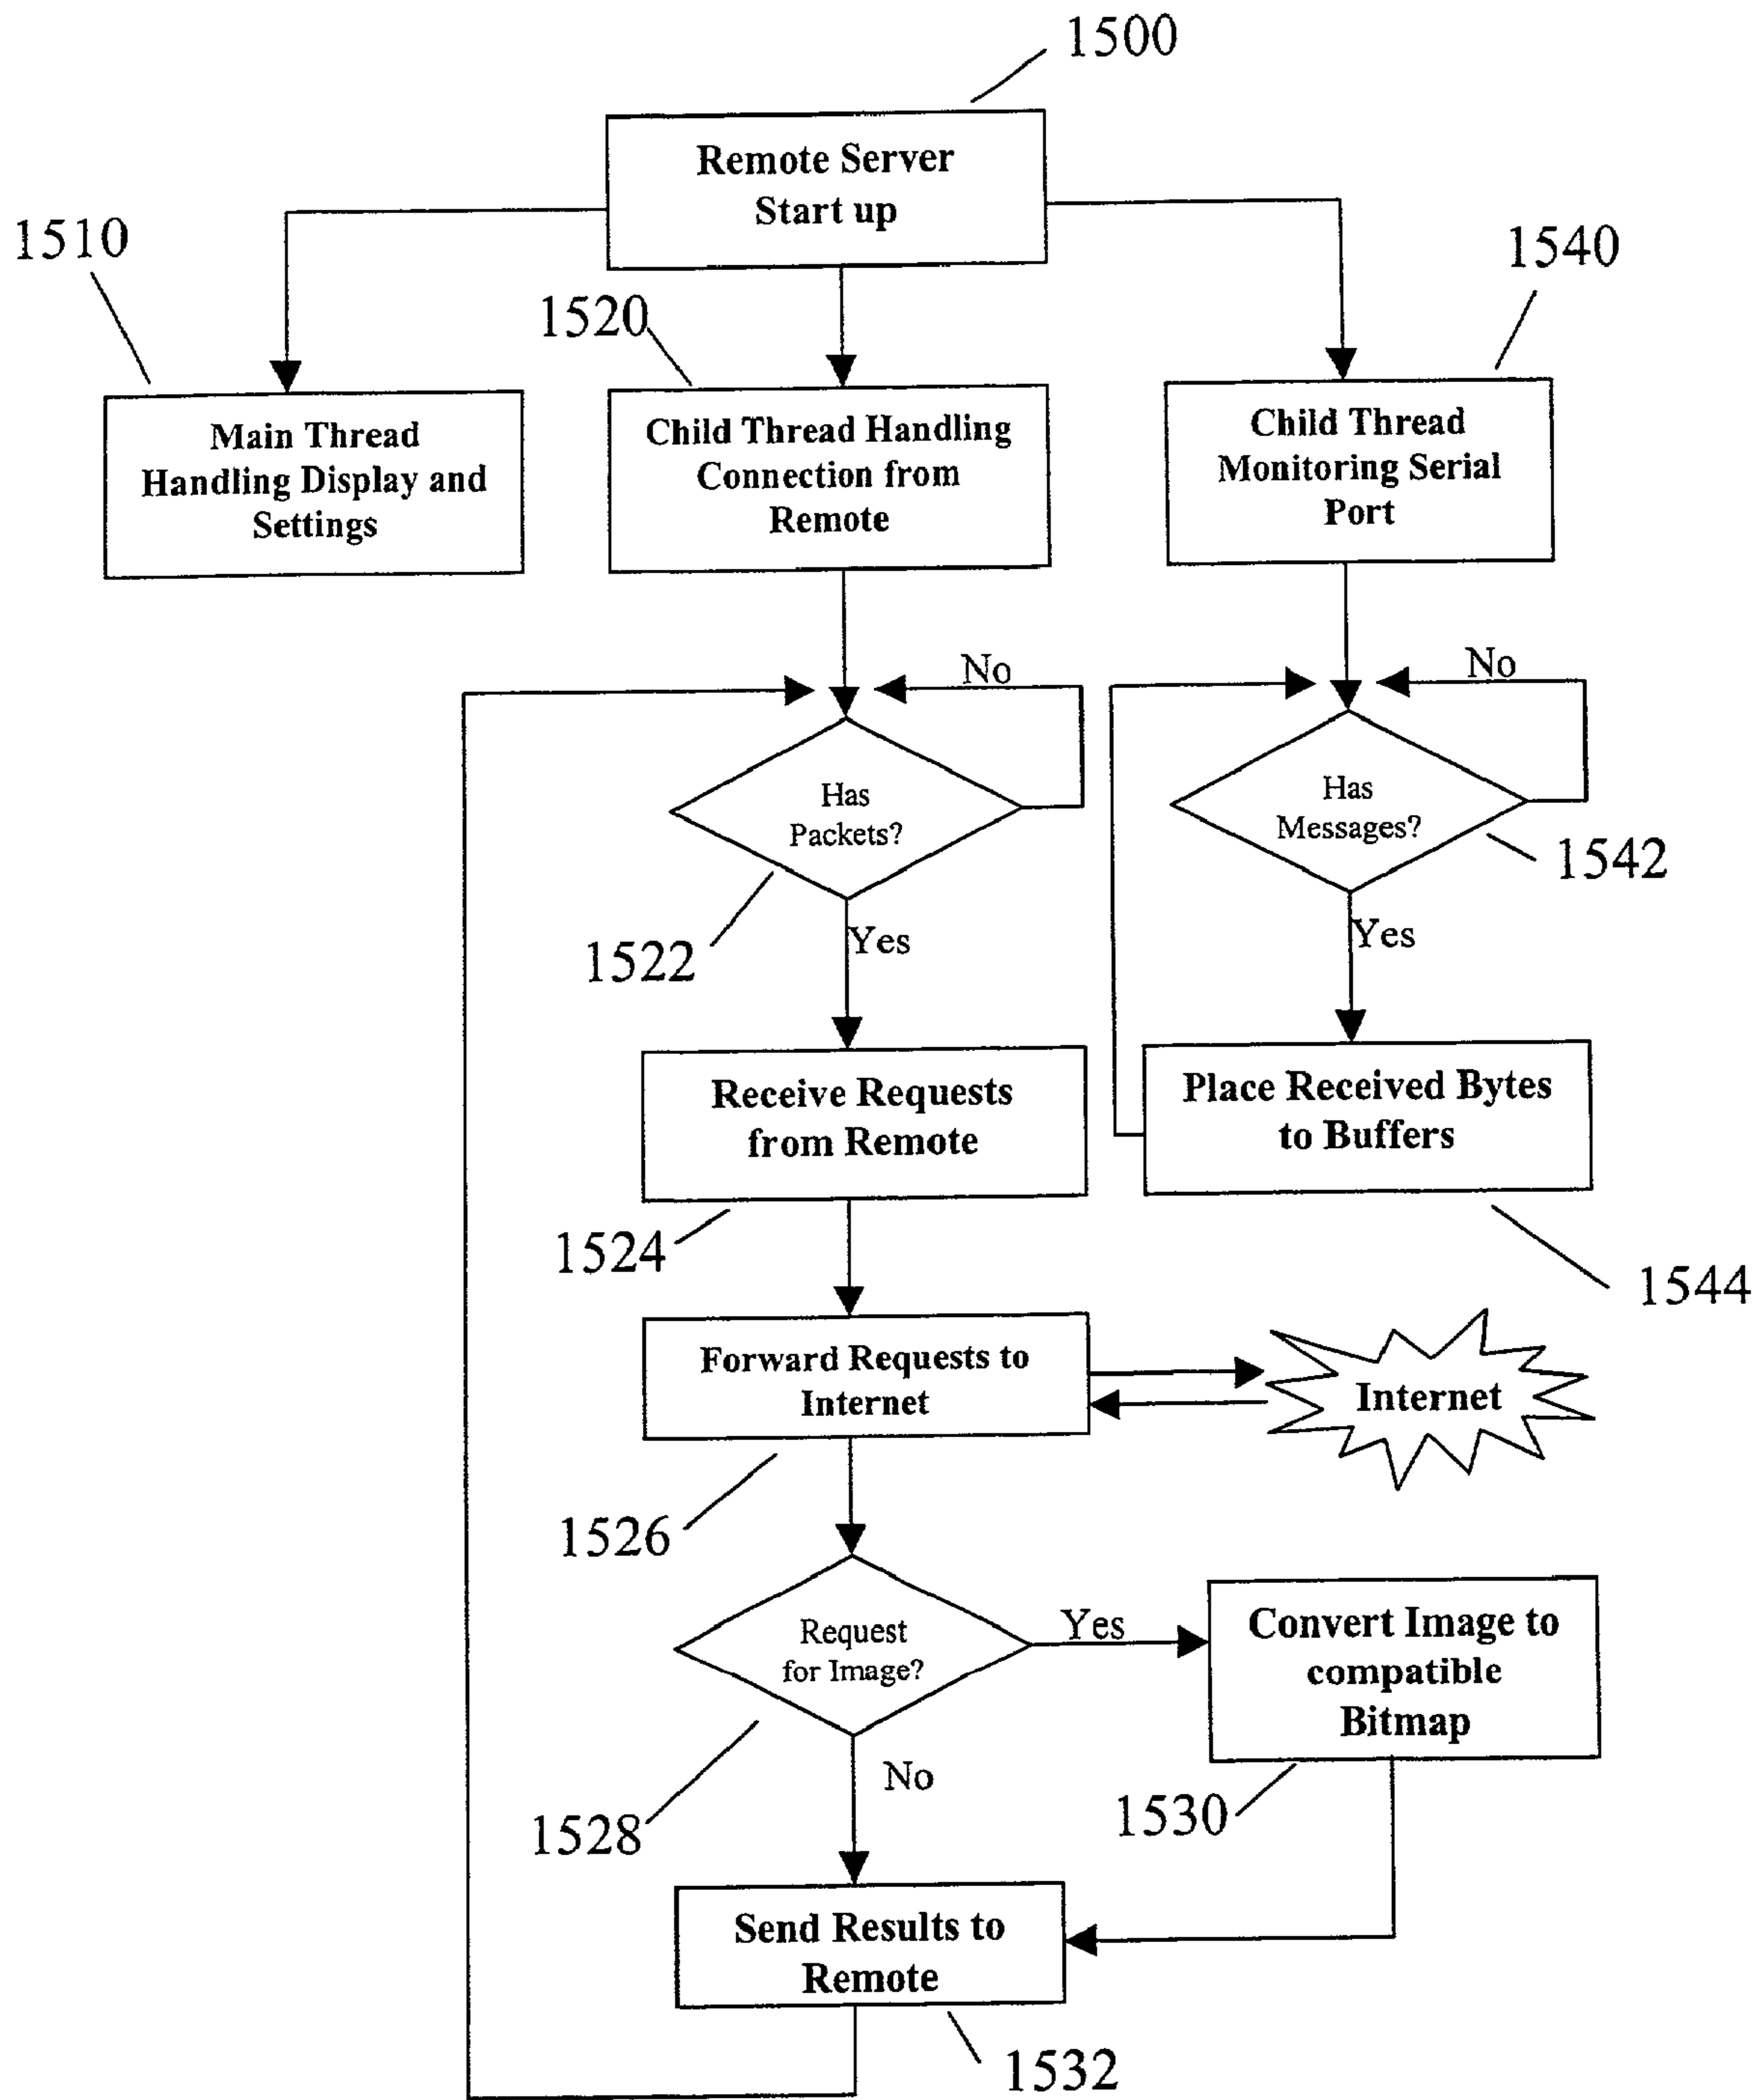 1500
Remote Server
Start up
1510
1520
1540
Main Thread
Handling Display and
Settings
Child Thread Handling
Connection from
Remote
Child Thread
Monitoring Serial
Port
No
No
Has
Packets?
Has
Messages?
1522
1542
Yes
Yes
Receive Requests
from Remote
Place Received Bytes
to Buffers
1524
1544
Forward Requests to
Internet
Internet
1526
Request
for Image?
Yes
Convert Image to
compatible
Bitmap
1528
No
1530
Send Results to
Remote
1532